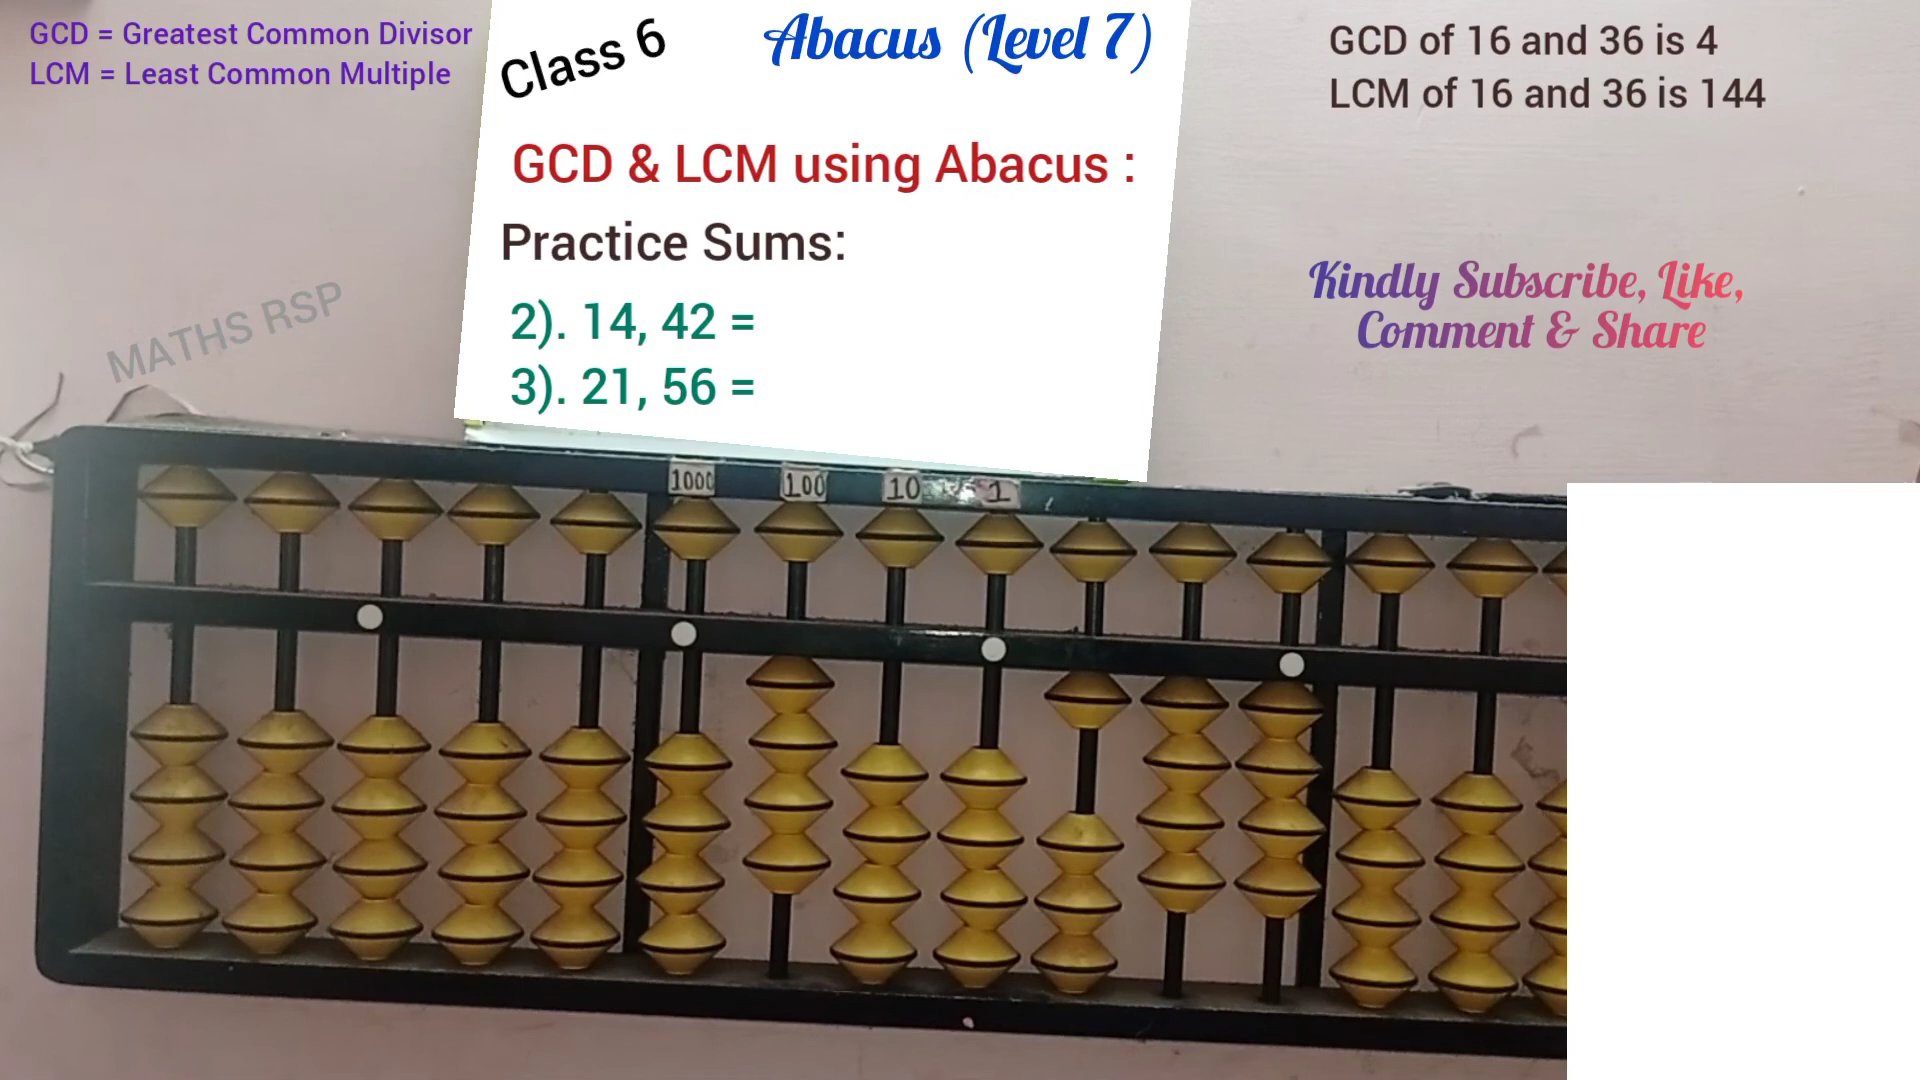 GCD = Greatest Common Divisor
LCM = Least Common Multiple
Class 6
Abacus (Level 7)
GCD of 16 and 36 is 4
LCM of 16 and 36 is 144
GCD & LCM using Abacus :
Practice Sums:
2). 14, 42 =
3). 21, 56 =
Kindly Subscribe, Like,
Comment & Share
MATHS RSP
1000 100 10 1